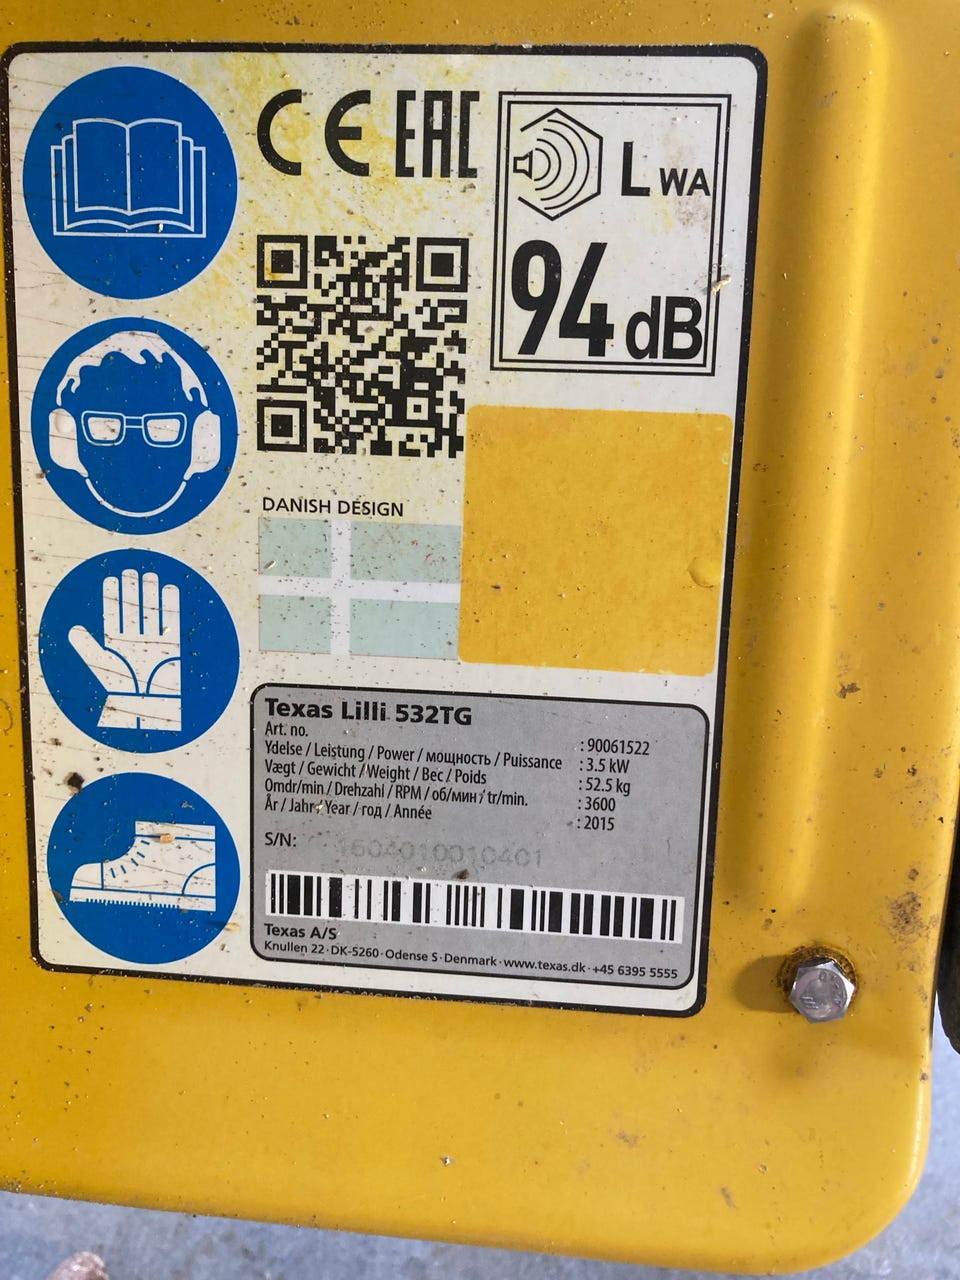 CE EAC
LWA
94 dB
DANISH DESIGN
Texas Lilli 532TG
Art. no. : 90061522
Ydelse / Leistung / Power / мощность / Puissance : 3.5 kW
Vægt / Gewicht / Weight / Вес / Poids : 52.5 kg
Omdr/min / Drehzahl / RPM / об/мин / tr/min. : 3600
År / Jahr / Year / год / Année : 2015
S/N: 1604010010401
Texas A/S
Knullen 22 · DK-5260 · Odense S · Denmark · www.texas.dk · +45 6395 5555